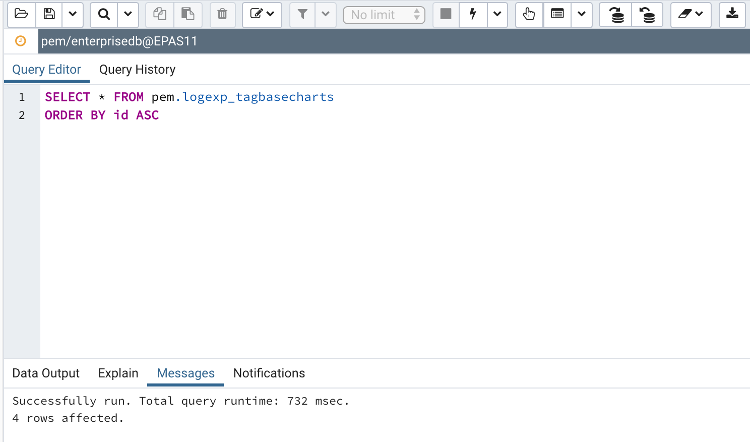 No limit
pem/enterprisedb@EPAS11
Query Editor Query History
1 SELECT * FROM pem.logexp_tagbasecharts
2 ORDER BY id ASC
Data Output Explain Messages Notifications
Successfully run. Total query runtime: 732 msec.
4 rows affected.